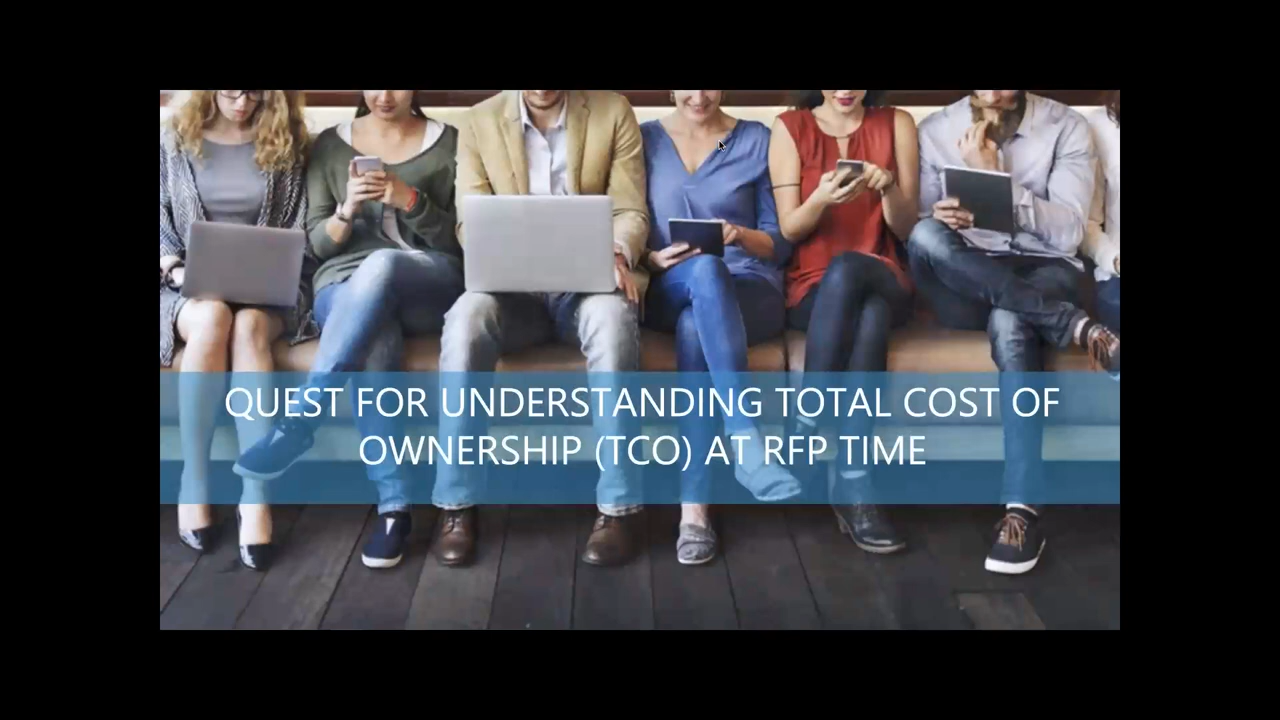 QUEST FOR UNDERSTANDING TOTAL COST OF
OWNERSHIP (TCO) AT RFP TIME